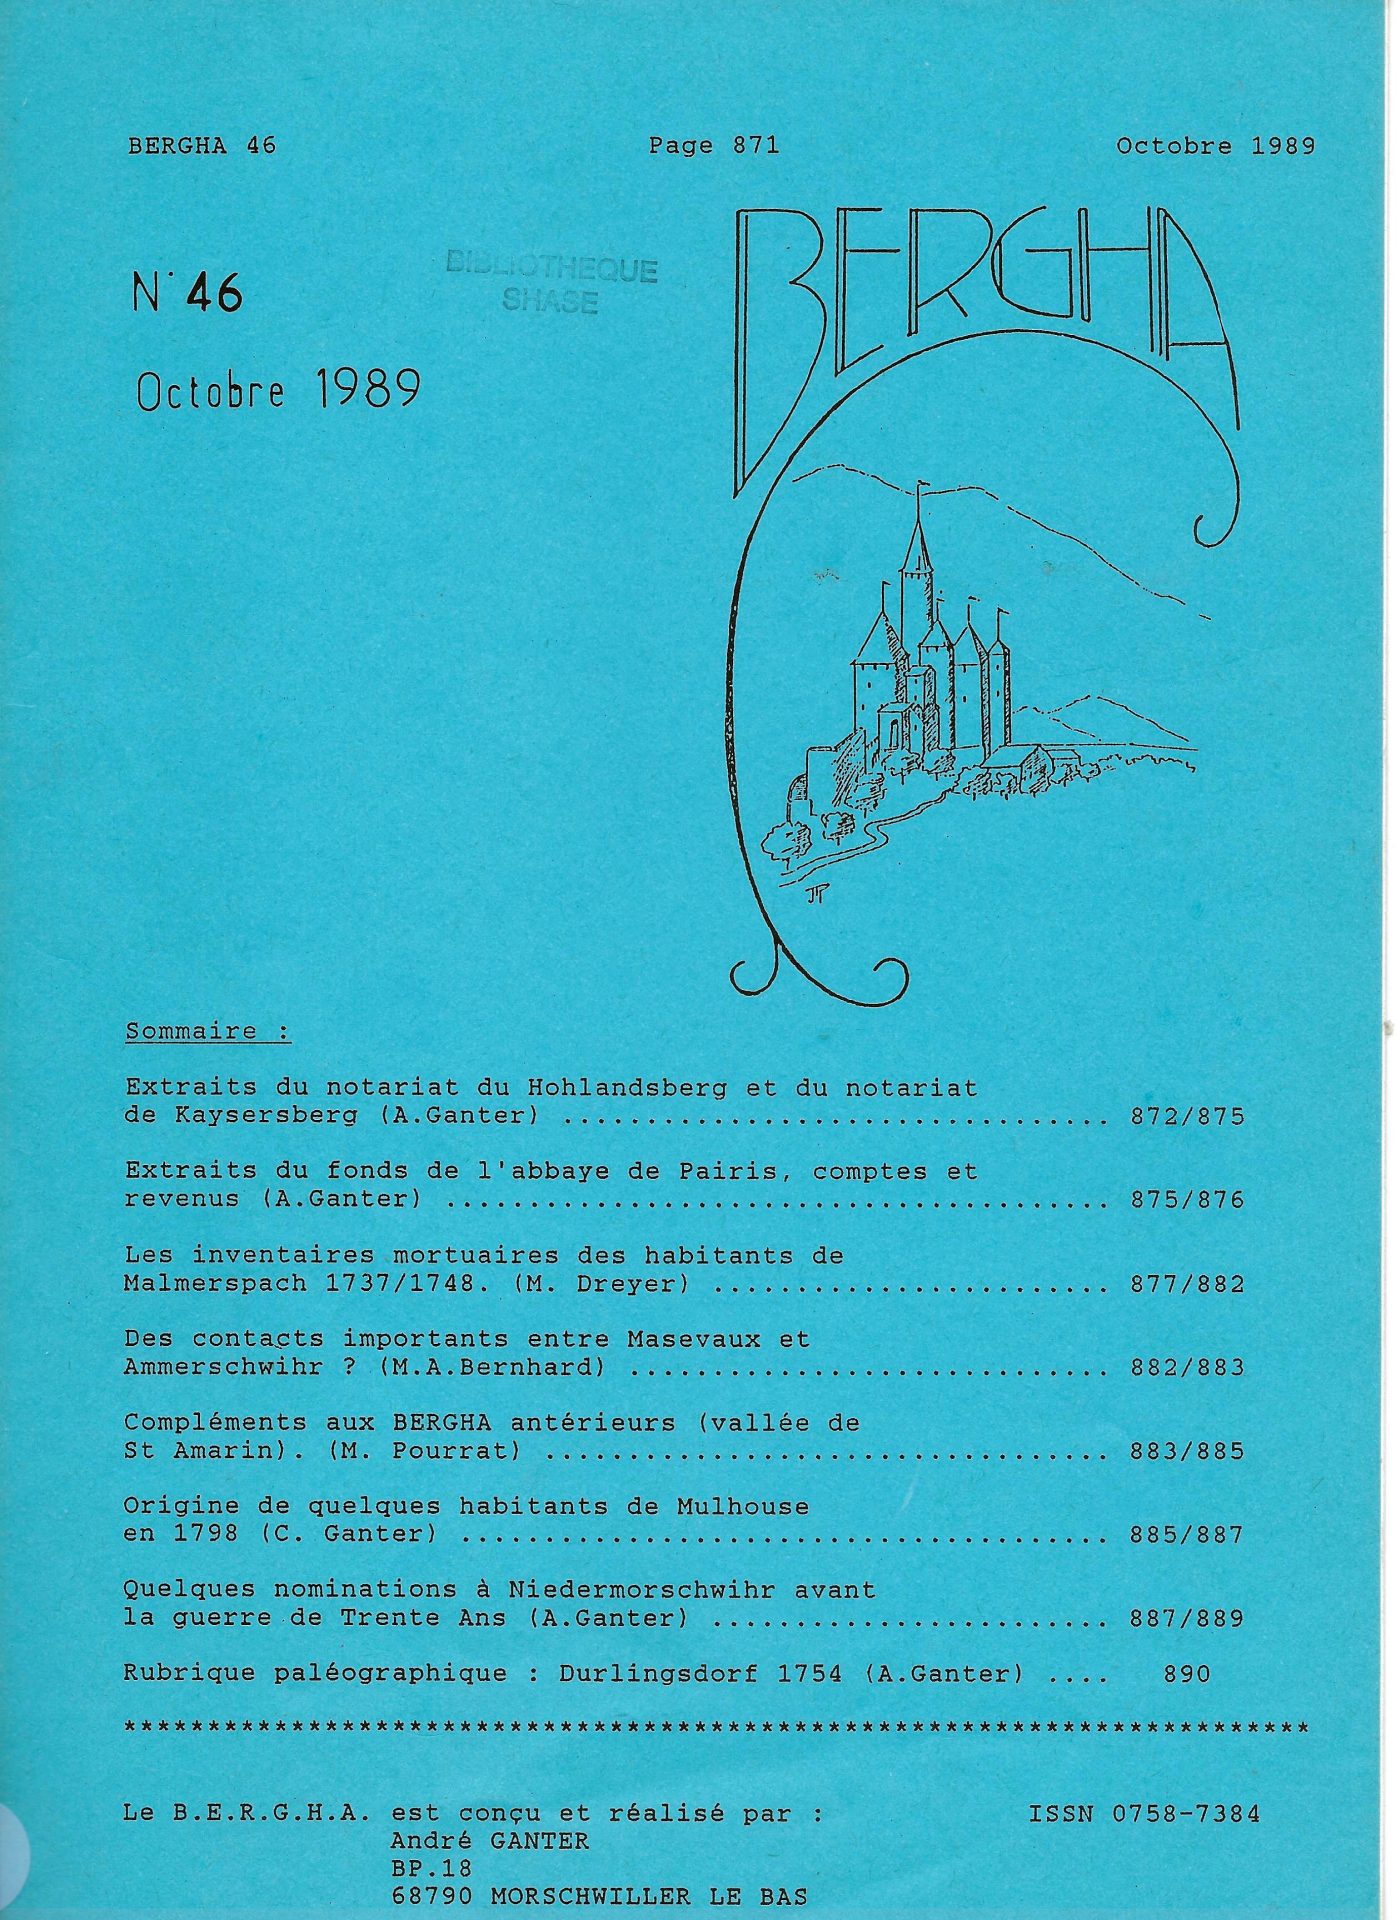 BERGHA 46 Page 871 Octobre 1989
BERGHA
BIBLIOTHEQUE
SHASE
N° 46
Octobre 1989
JP
Sommaire :
Extraits du notariat du Hohlandsberg et du notariat
de Kaysersberg (A.Ganter) ................................. 872/875
Extraits du fonds de l'abbaye de Pairis, comptes et
revenus (A.Ganter) ........................................ 875/876
Les inventaires mortuaires des habitants de
Malmerspach 1737/1748. (M. Dreyer) ........................ 877/882
Des contacts importants entre Masevaux et
Ammerschwihr ? (M.A.Bernhard) ............................. 882/883
Compléments aux BERGHA antérieurs (vallée de
St Amarin). (M. Pourrat) .................................. 883/885
Origine de quelques habitants de Mulhouse
en 1798 (C. Ganter) ....................................... 885/887
Quelques nominations à Niedermorschwihr avant
la guerre de Trente Ans (A.Ganter) ........................ 887/889
Rubrique paléographique : Durlingsdorf 1754 (A.Ganter) .... 890
***********************************************************************
Le B.E.R.G.H.A. est conçu et réalisé par : ISSN 0758-7384
André GANTER
BP.18
68790 MORSCHWILLER LE BAS